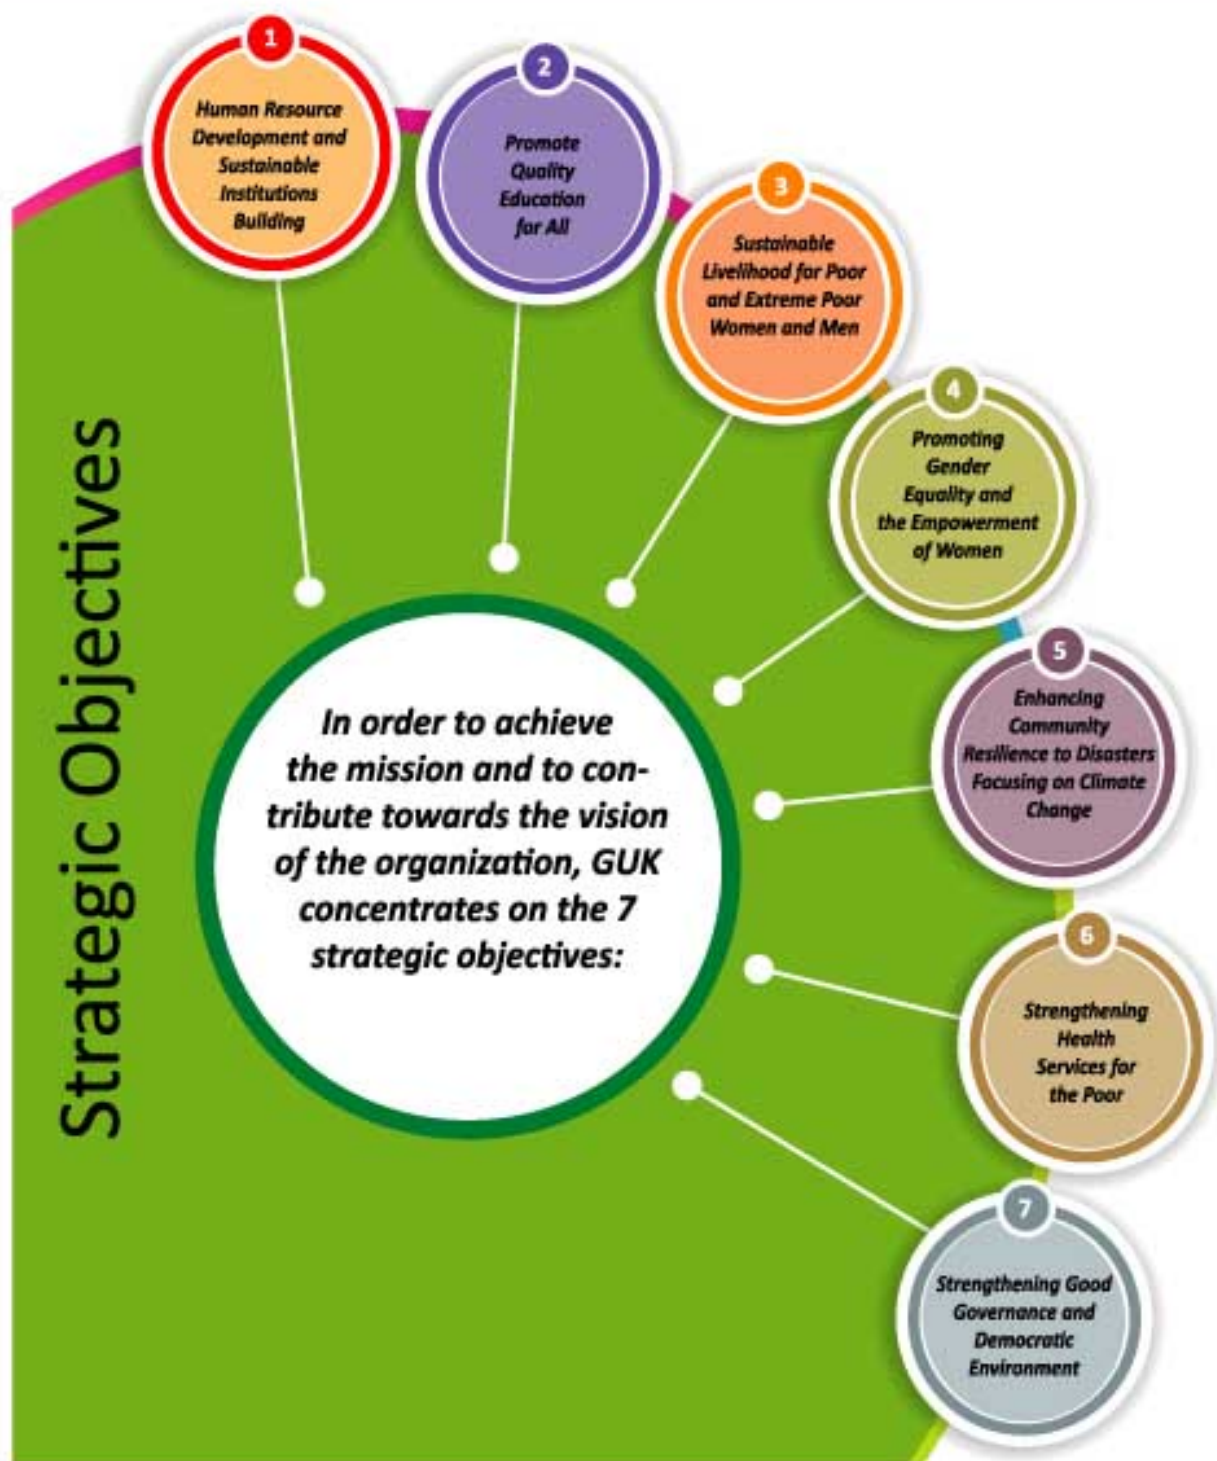 Strategic Objectives
1
Human Resource
Development and
Sustainable
Institutions
Building
2
Promote
Quality
Education
for All
3
Sustainable
Livelihood for Poor
and Extreme Poor
Women and Men
4
Promoting
Gender
Equality and
the Empowerment
of Women
5
Enhancing
Community
Resilience to Disasters
Focusing on Climate
Change
6
Strengthening
Health
Services for
the Poor
7
Strengthening Good
Governance and
Democratic
Environment
In order to achieve
the mission and to con-
tribute towards the vision
of the organization, GUK
concentrates on the 7
strategic objectives: